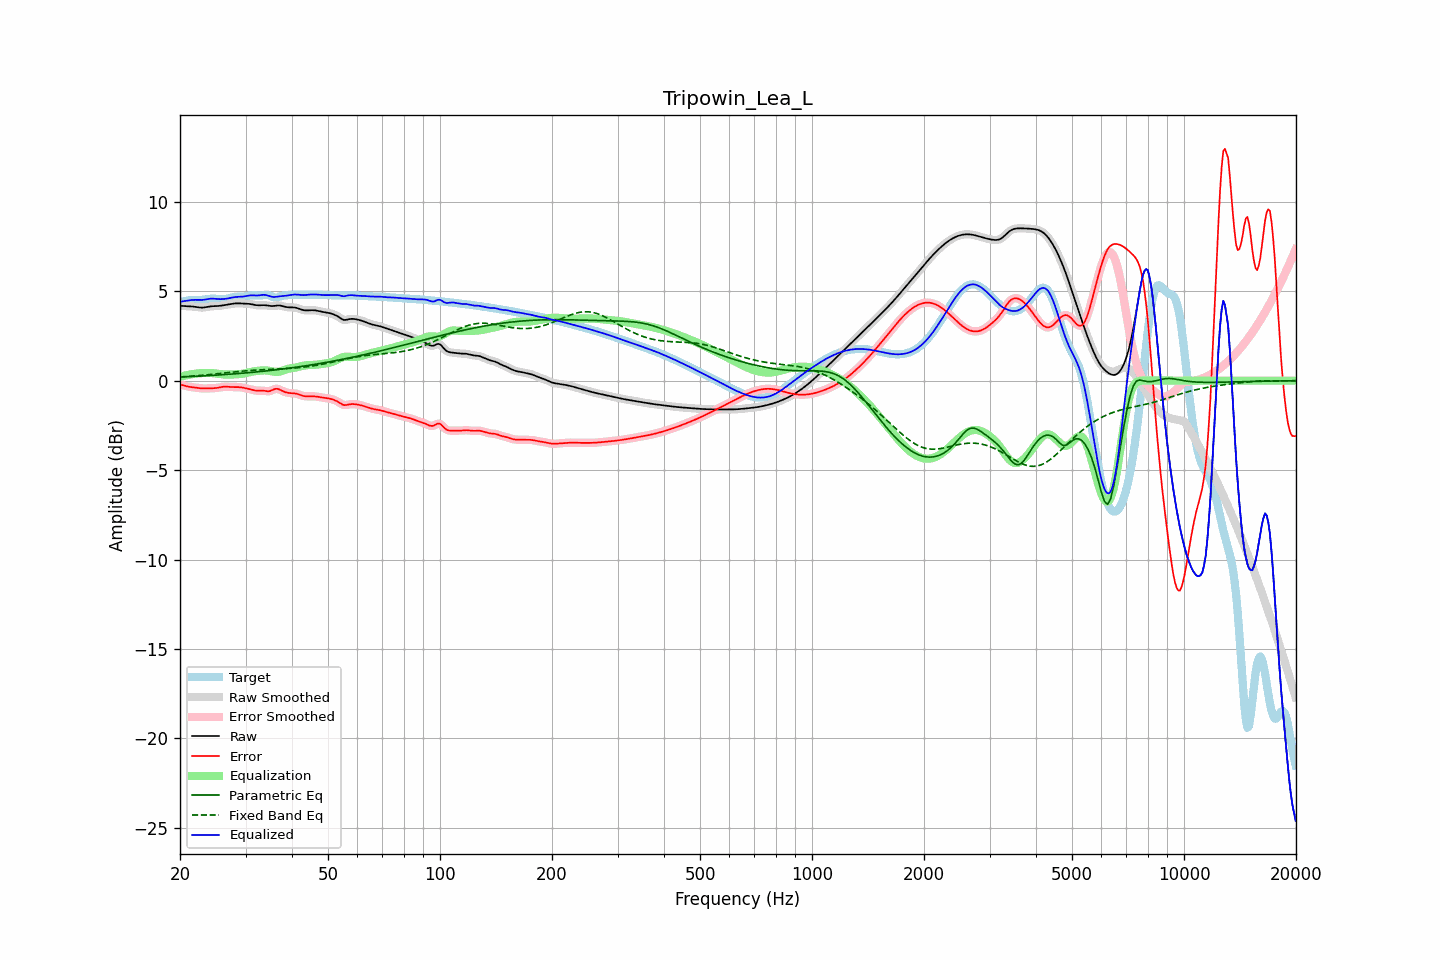 Tripowin_Lea_L
Amplitude (dBr)
10
5
0
−5
−10
−15
−20
−25
Target
Raw Smoothed
Error Smoothed
Raw
Error
Equalization
Parametric Eq
Fixed Band Eq
Equalized
20 50 100 200 500 1000 2000 5000 10000 20000
Frequency (Hz)